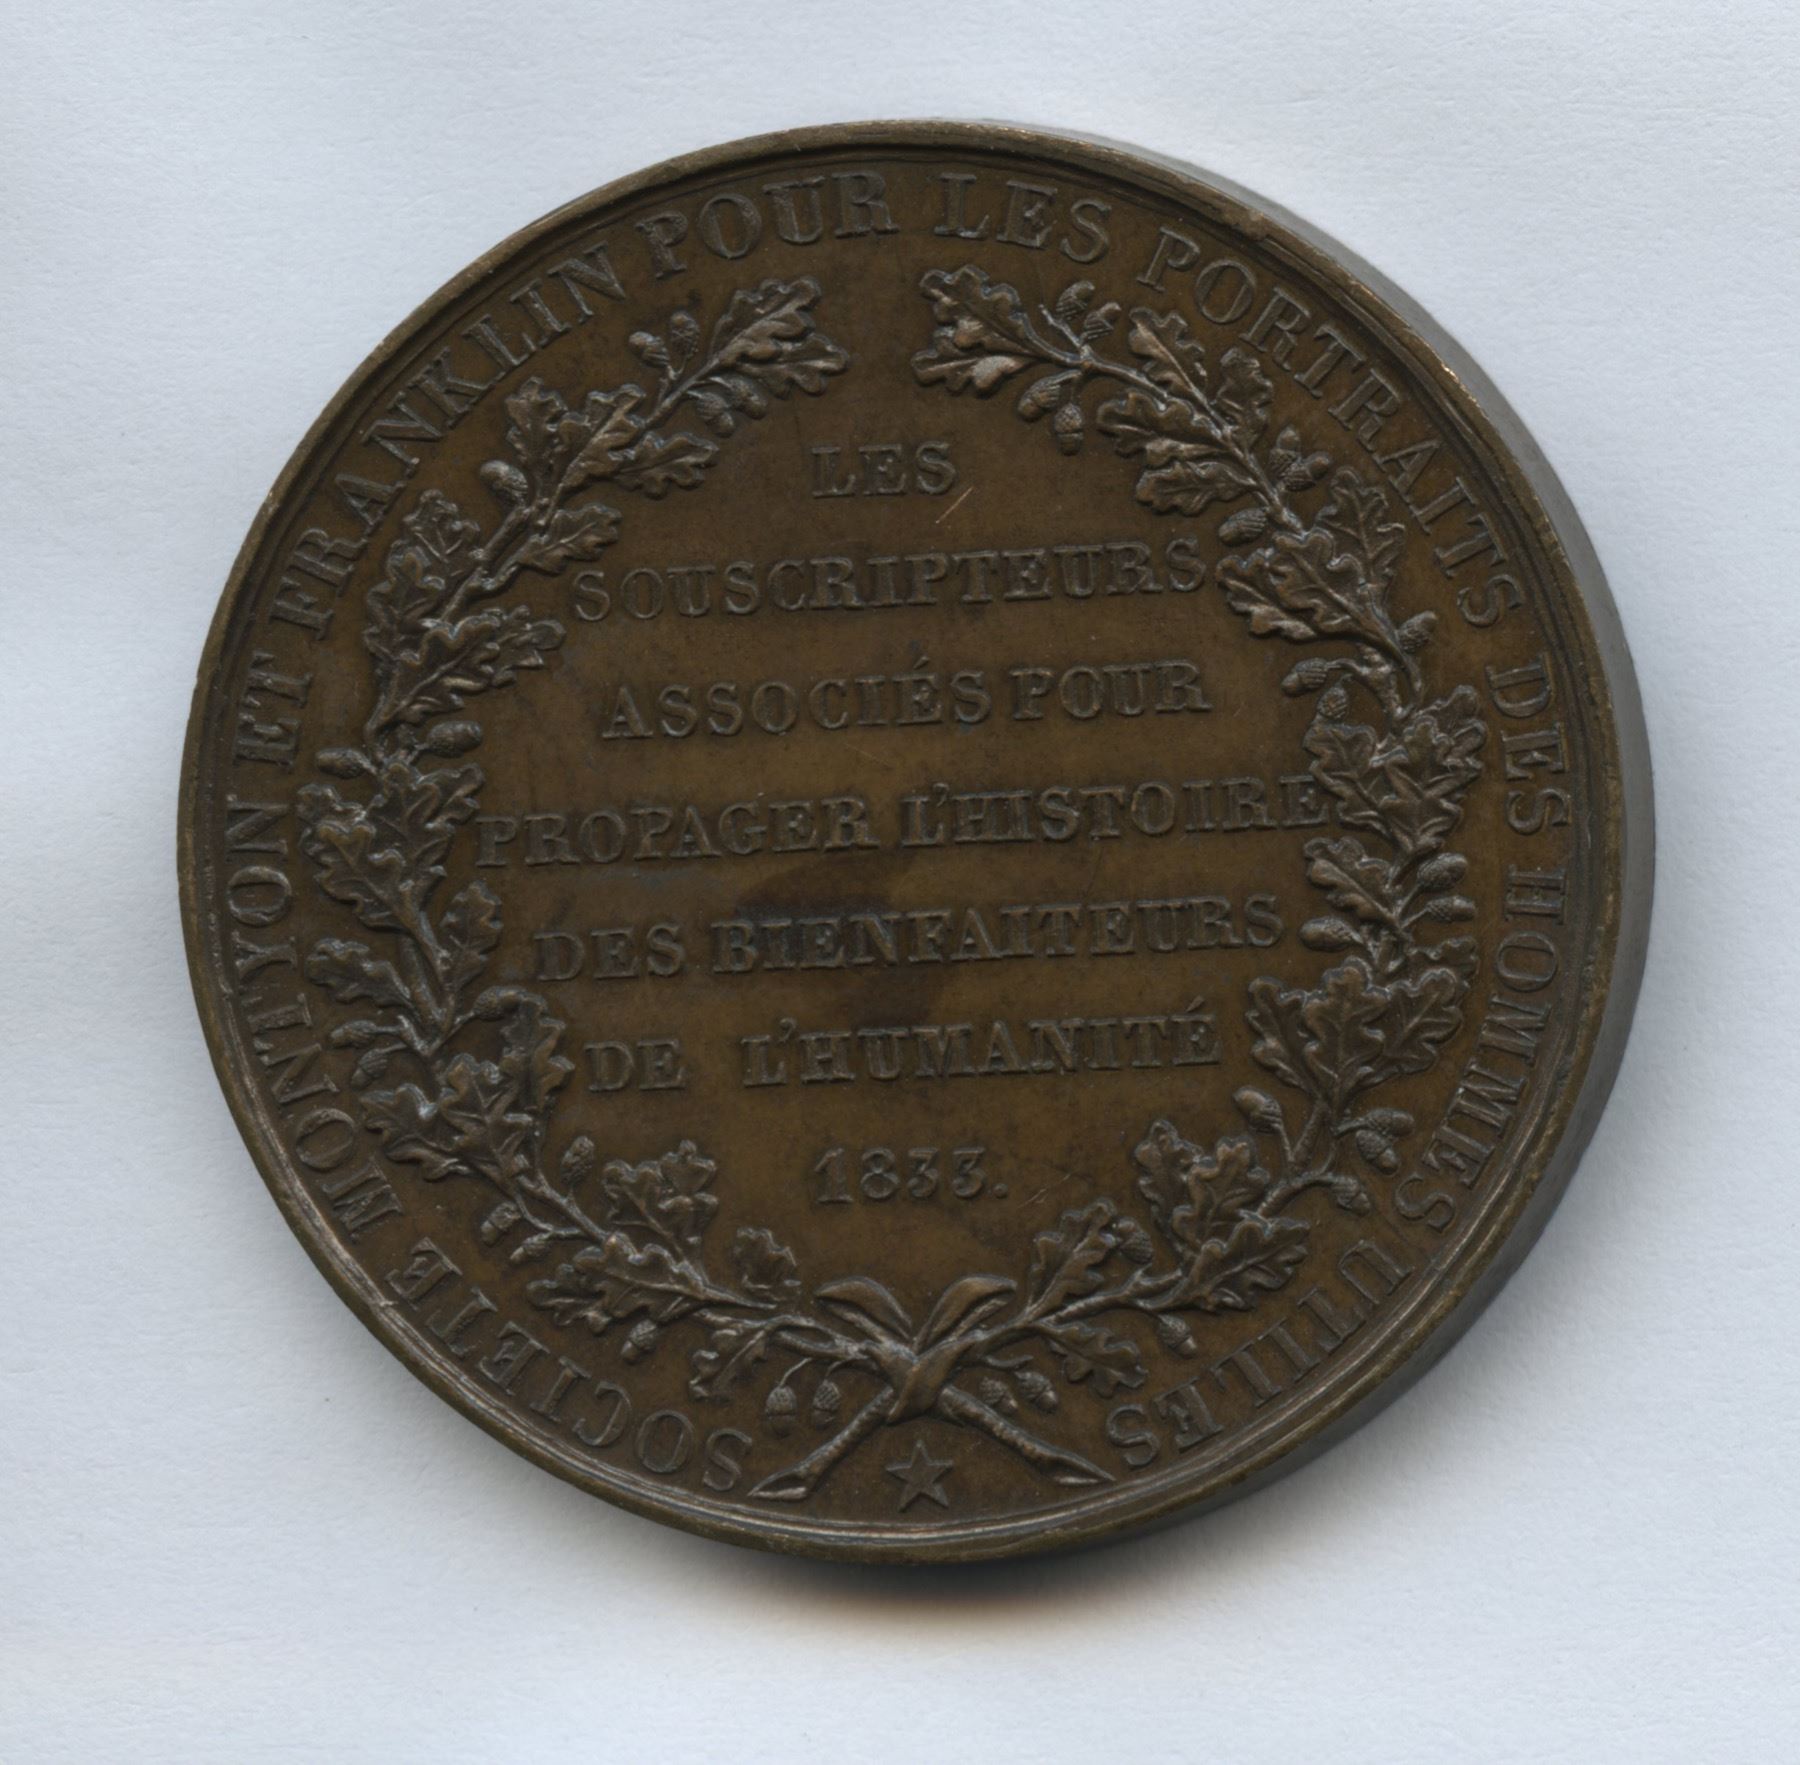 SOCIETE MONTYON ET FRANKLIN POUR LES PORTRAITS DES HOMMES UTILES
LES
SOUSCRIPTEURS
ASSOCIÉS POUR
PROPAGER L'HISTOIRE
DES BIENFAITEURS
DE L'HUMANITÉ
1833.